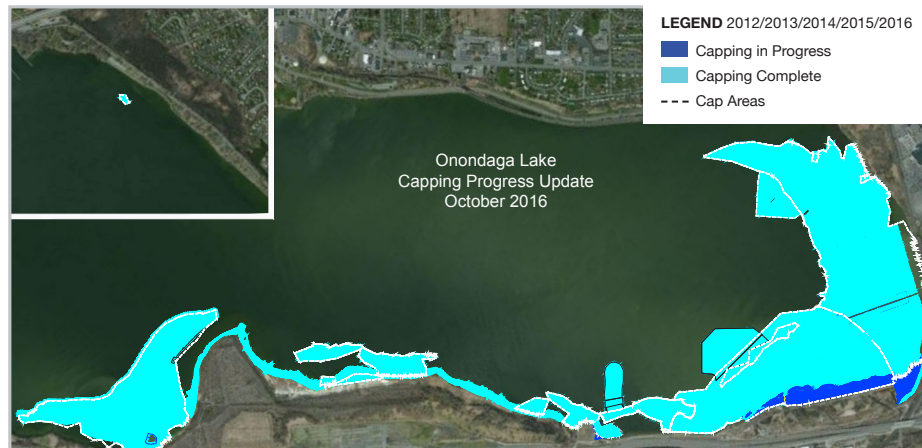 LEGEND 2012/2013/2014/2015/2016
Capping in Progress
Capping Complete
Cap Areas
Onondaga Lake
Capping Progress Update
October 2016